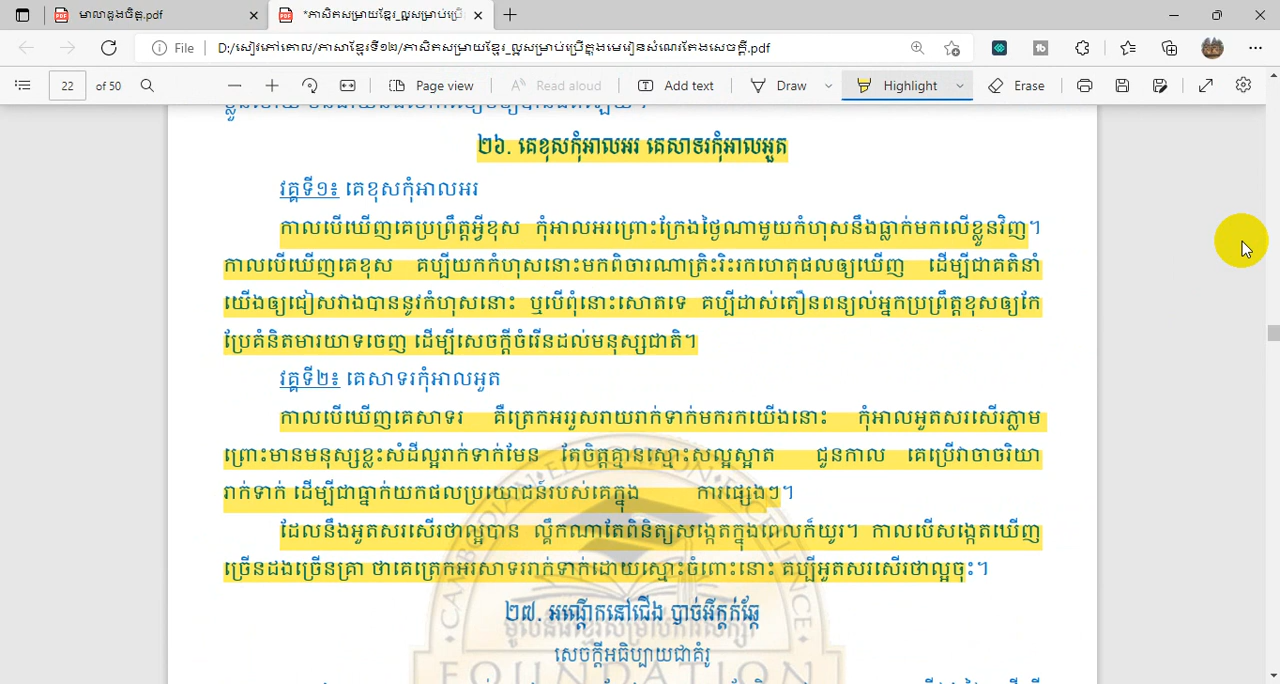 មាលាដួងចិត្ត.pdf
*ភាសិតសម្រាយខ្មែរ_ល្អសម្រាប់ប្រើ
File
D:/សៀវភៅគោល/ភាសាខ្មែរទី១២/ភាសិតសម្រាយខ្មែរ_ល្អសម្រាប់ប្រើក្នុងមេរៀនសំណេរតែងសេចក្តី.pdf
22 of 50
Page view
Read aloud
Add text
Draw
Highlight
Erase
២៦. គេខុសកុំអាលអរ គេសាទរកុំអាលអួត
វគ្គទី១៖ គេខុសកុំអាលអរ
កាលបើឃើញគេប្រព្រឹត្តអ្វីខុស កុំអាលអរព្រោះក្រែងថ្ងៃណាមួយកំហុសនឹងធ្លាក់មកលើខ្លួនវិញ។
កាលបើឃើញគេខុស គប្បីយកកំហុសនោះមកពិចារណាត្រិះរិះរកហេតុផលឲ្យឃើញ ដើម្បីជាគតិនាំ
យើងឲ្យជៀសវាងបាននូវកំហុសនោះ ឬបើពុំនោះសោតទេ គប្បីដាស់តឿនពន្យល់អ្នកប្រព្រឹត្តខុសឲ្យកែ
ប្រែគំនិតមារយាទចេញ ដើម្បីសេចក្តីចំរើនដល់មនុស្សជាតិ។
វគ្គទី២៖ គេសាទរកុំអាលអួត
កាលបើឃើញគេសាទរ គឺត្រេកអររួសរាយរាក់ទាក់មករកយើងនោះ កុំអាលអួតសរសើរភ្លាម
ព្រោះមានមនុស្សខ្លះសំដីល្អរាក់ទាក់មែន តែចិត្តគ្មានស្មោះសល្អស្អាត ជួនកាល គេប្រើវាចាចរិយា
រាក់ទាក់ ដើម្បីជាធ្នាក់យកផលប្រយោជន៍របស់គេក្នុង ការផ្សេងៗ។
ដែលនឹងអួតសរសើរថាល្អបាន ល្គឹកណាតែពិនិត្យសង្កេតក្នុងពេលក៏យូរ។ កាលបើសង្កេតឃើញ
ច្រើនដងច្រើនគ្រា ថាគេត្រេកអរសាទររាក់ទាក់ដោយស្មោះចំពោះនោះ គប្បីអួតសរសើរថាល្អចុះ។
២៧. អណ្តើកនៅជើង បាច់អីក្តក់ឆ្កែ
សេចក្តីអធិប្បាយជាគំរូ
CAMBODIAN EDUCATION EXCELLENCE
FOUNDATION